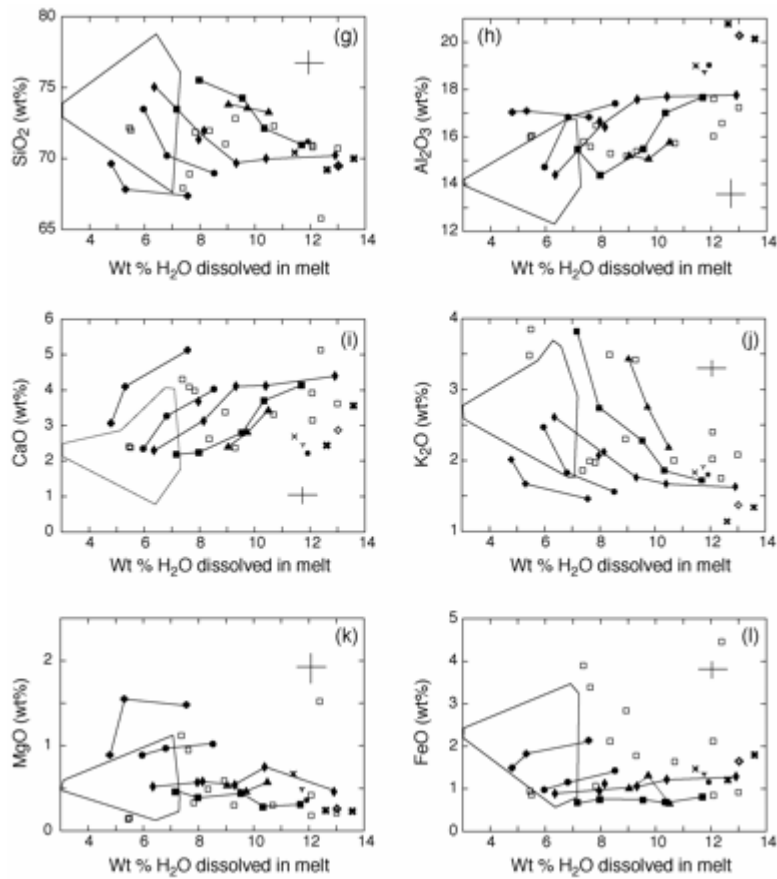 (g)
SiO2 (wt%)
80
75
70
65
4 6 8 10 12 14
Wt % H2O dissolved in melt
(h)
Al2O3 (wt%)
20
18
16
14
12
4 6 8 10 12 14
Wt % H2O dissolved in melt
(i)
CaO (wt%)
6
5
4
3
2
1
0
4 6 8 10 12 14
Wt % H2O dissolved in melt
(j)
K2O (wt%)
4
3
2
1
4 6 8 10 12 14
Wt % H2O dissolved in melt
(k)
MgO (wt%)
2
1
0
4 6 8 10 12 14
Wt % H2O dissolved in melt
(l)
FeO (wt%)
5
4
3
2
1
0
4 6 8 10 12 14
Wt % H2O dissolved in melt